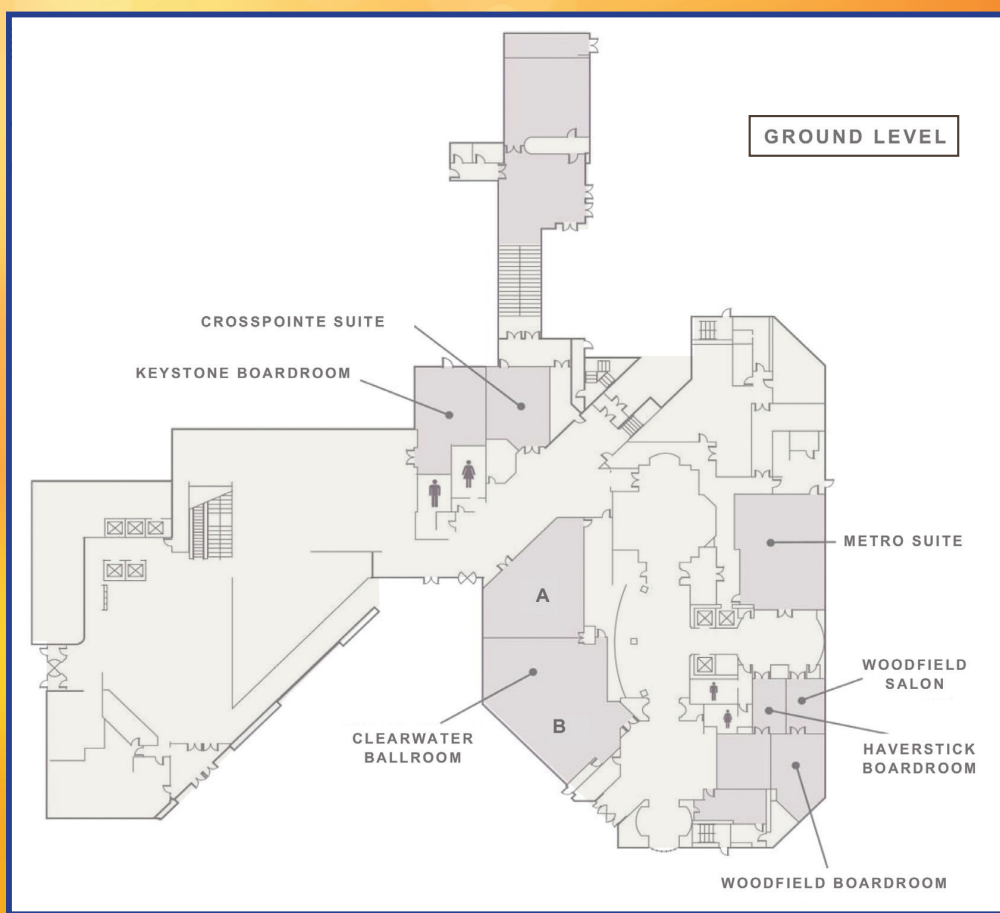 GROUND LEVEL
CROSSPOINTE SUITE
KEYSTONE BOARDROOM
METRO SUITE
A
WOODFIELD
SALON
B
CLEARWATER
BALLROOM
HAVERSTICK
BOARDROOM
WOODFIELD BOARDROOM